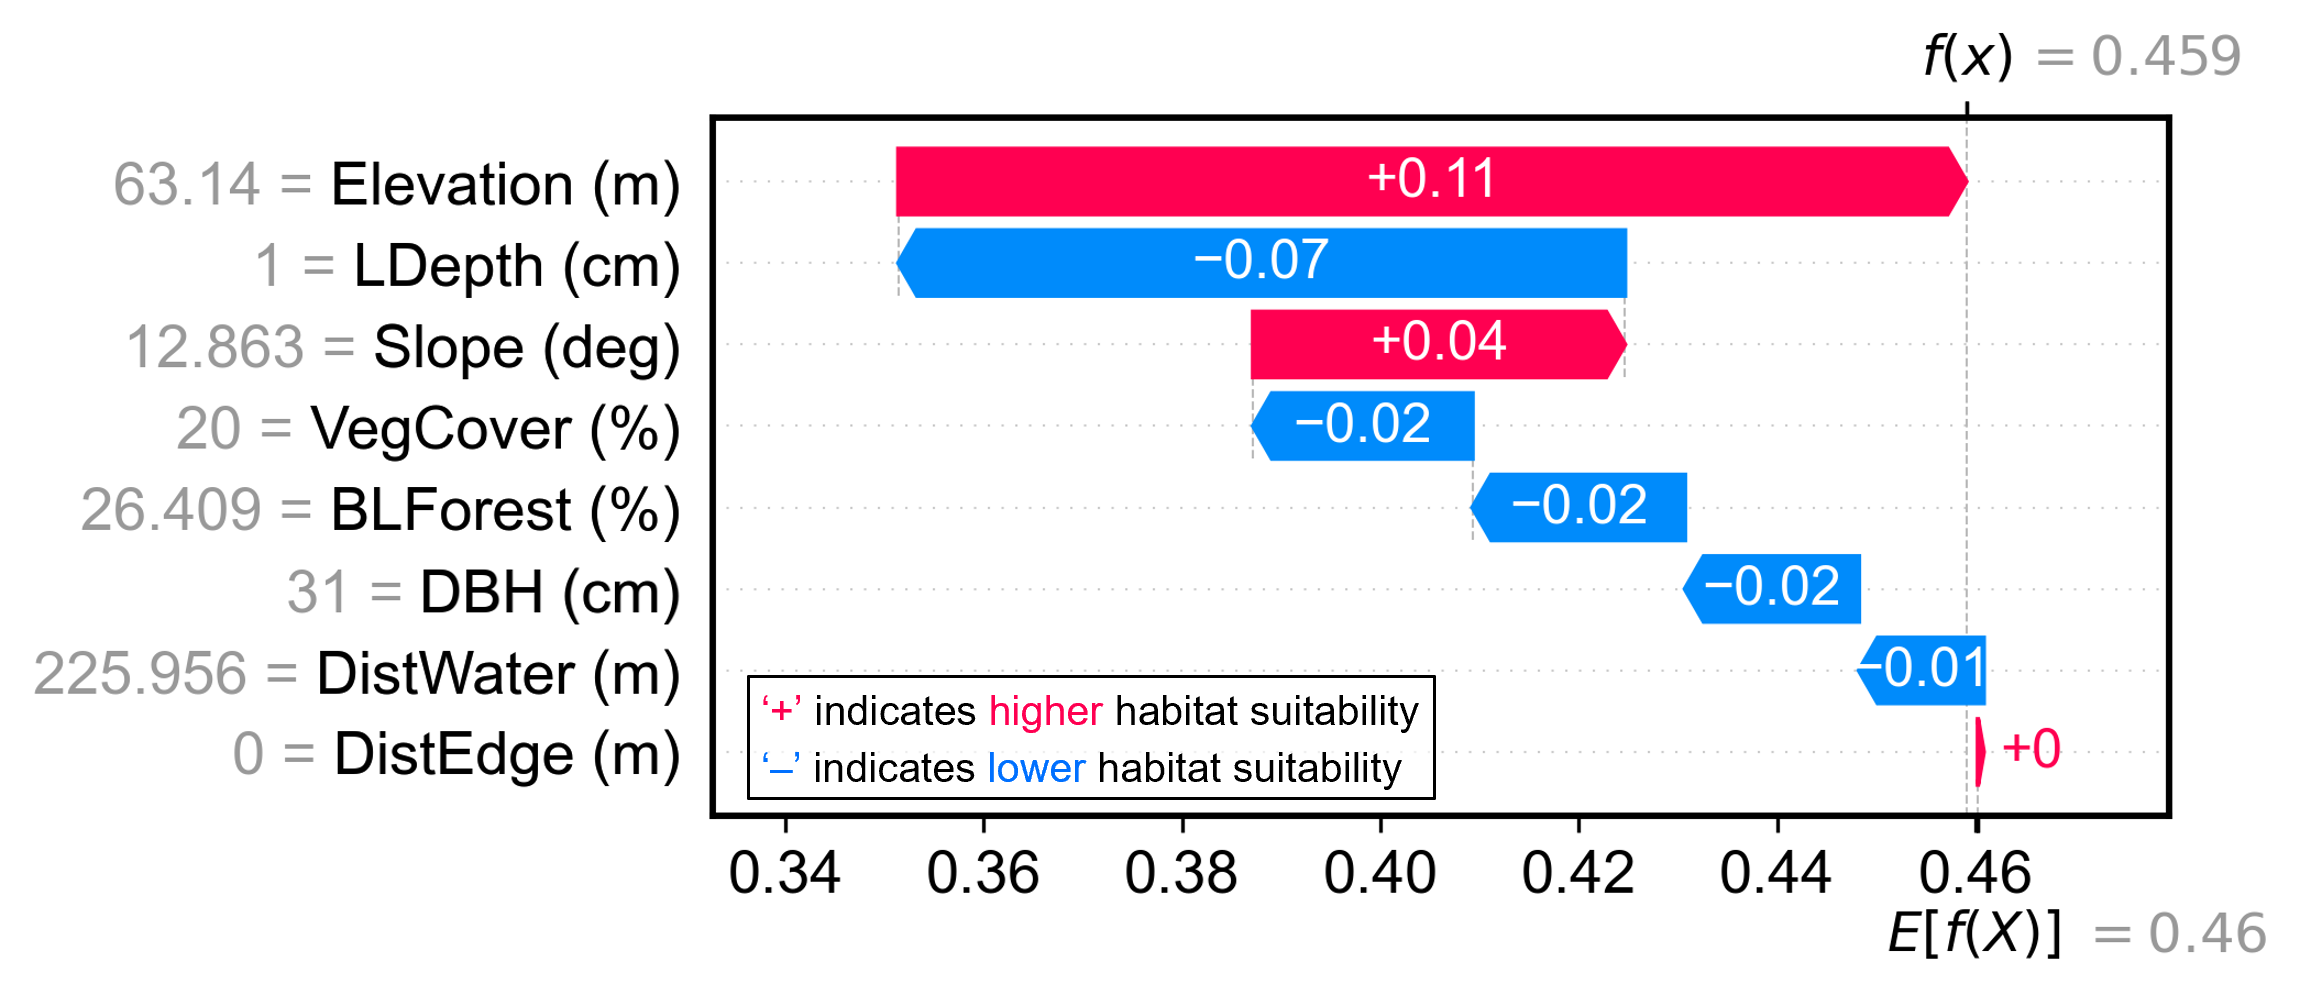 f(x) = 0.459
63.14 = Elevation (m) +0.11
1 = LDepth (cm) −0.07
12.863 = Slope (deg) +0.04
20 = VegCover (%) −0.02
26.409 = BLForest (%) −0.02
31 = DBH (cm) −0.02
225.956 = DistWater (m) −0.01
0 = DistEdge (m) +0
‘+’ indicates higher habitat suitability
‘–’ indicates lower habitat suitability
0.34 0.36 0.38 0.40 0.42 0.44 0.46
E[f(X)] = 0.46